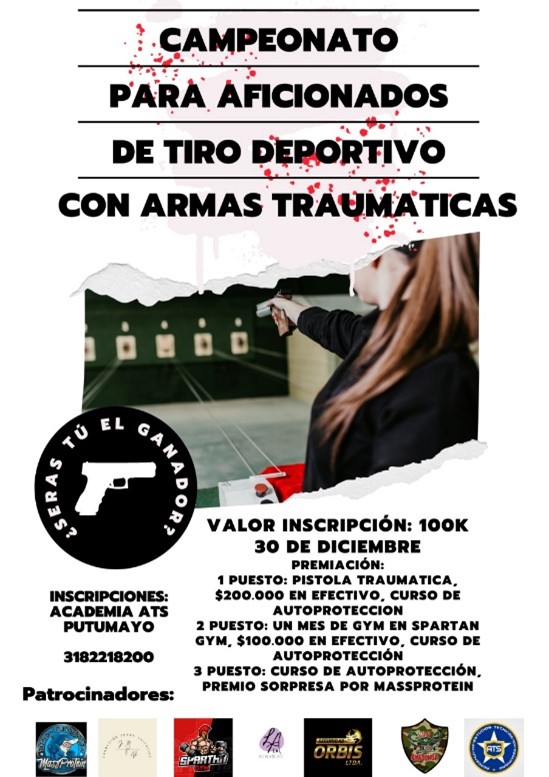 CAMPEONATO
PARA AFICIONADOS
DE TIRO DEPORTIVO
CON ARMAS TRAUMATICAS
¿SERAS TÚ EL GANADOR?
VALOR INSCRIPCIÓN: 100K
30 DE DICIEMBRE
PREMIACIÓN:
1 PUESTO: PISTOLA TRAUMATICA,
$200.000 EN EFECTIVO, CURSO DE
AUTOPROTECCION
2 PUESTO: UN MES DE GYM EN SPARTAN
GYM, $100.000 EN EFECTIVO, CURSO DE
AUTOPROTECCIÓN
3 PUESTO: CURSO DE AUTOPROTECCIÓN,
PREMIO SORPRESA POR MASSPROTEIN
INSCRIPCIONES:
ACADEMIA ATS
PUTUMAYO
3182218200
Patrocinadores:
MassProtein
ORBIS
LTDA.
ATS